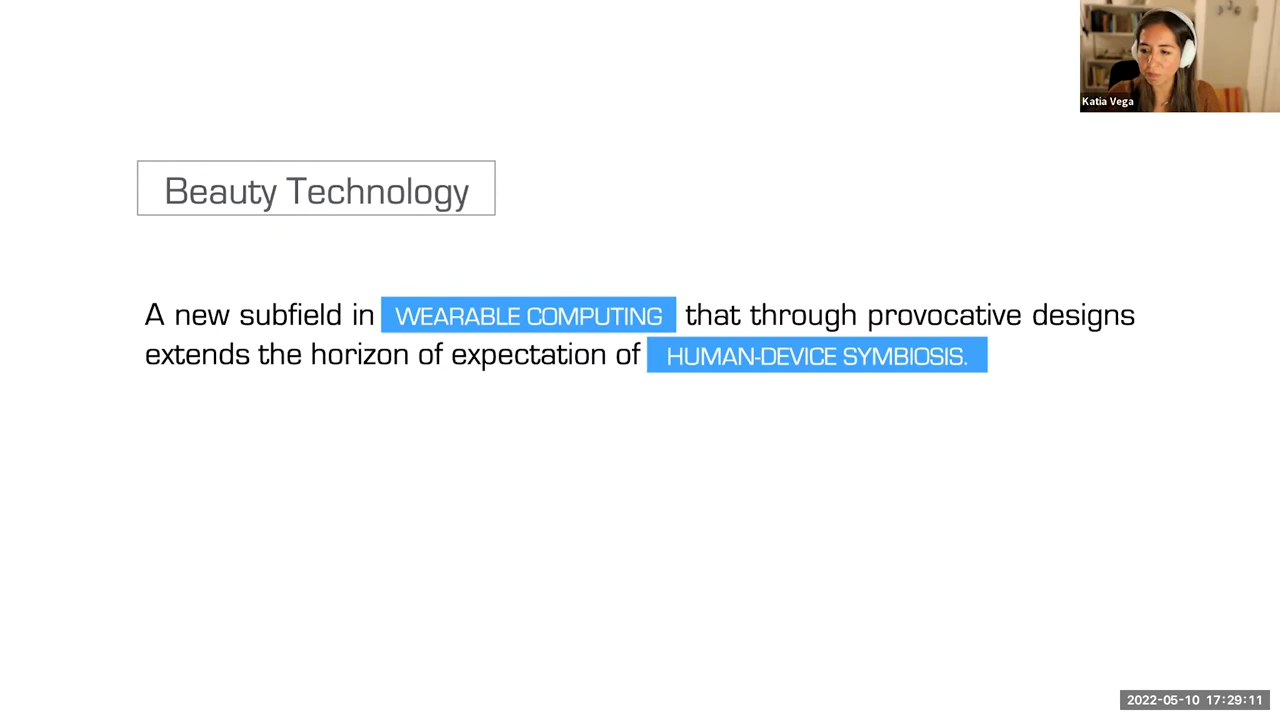 Katia Vega
Beauty Technology
A new subfield in WEARABLE COMPUTING that through provocative designs
extends the horizon of expectation of HUMAN-DEVICE SYMBIOSIS.
2022-05-10 17:29:11